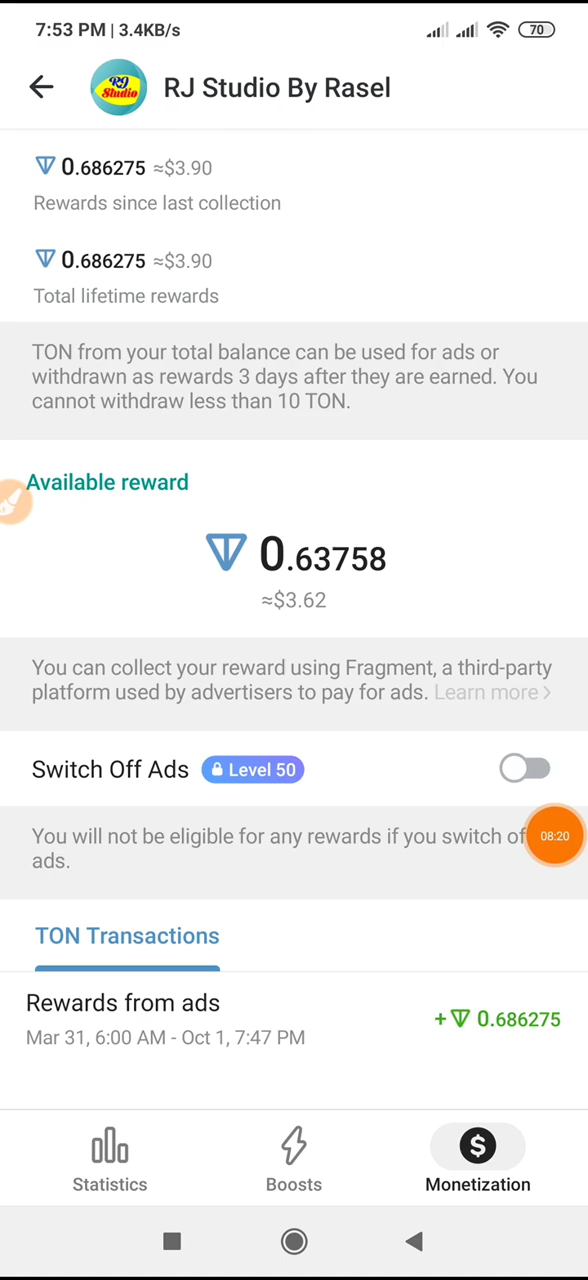 7:53 PM | 3.4KB/s
70
RJ Studio
RJ Studio By Rasel
0.686275 ≈$3.90
Rewards since last collection
0.686275 ≈$3.90
Total lifetime rewards
TON from your total balance can be used for ads or
withdrawn as rewards 3 days after they are earned. You
cannot withdraw less than 10 TON.
Available reward
0.63758
≈$3.62
You can collect your reward using Fragment, a third-party
platform used by advertisers to pay for ads. Learn more >
Switch Off Ads Level 50
You will not be eligible for any rewards if you switch of
08:20
ads.
TON Transactions
Rewards from ads
+ 0.686275
Mar 31, 6:00 AM - Oct 1, 7:47 PM
$
Statistics Boosts Monetization